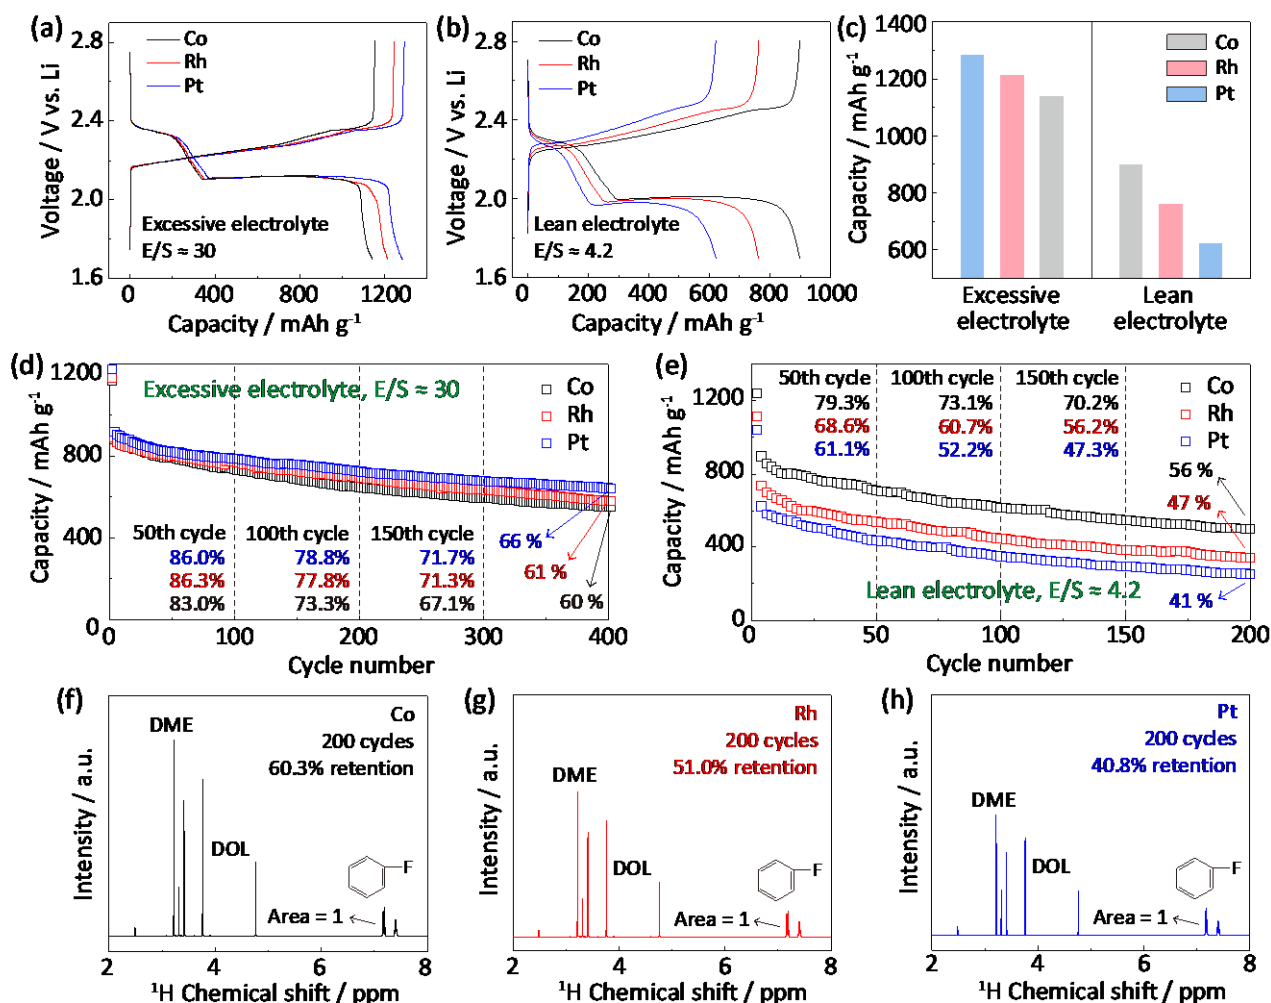 (a)
Voltage / V vs. Li
2.8
2.4
2.0
1.6
Co
Rh
Pt
Excessive electrolyte
E/S ≈ 30
0 400 800 1200
Capacity / mAh g⁻¹
(b)
Voltage / V vs. Li
2.8
2.4
2.0
1.6
Co
Rh
Pt
Lean electrolyte
E/S ≈ 4.2
0 200 400 600 800 1000
Capacity / mAh g⁻¹
(c)
Capacity / mAh g⁻¹
1400
1200
1000
800
600
Co
Rh
Pt
Excessive electrolyte
Lean electrolyte
(d)
Capacity / mAh g⁻¹
1200
800
400
0
Excessive electrolyte, E/S ≈ 30
Co
Rh
Pt
50th cycle 100th cycle 150th cycle
86.0% 78.8% 71.7%
86.3% 77.8% 71.3%
83.0% 73.3% 67.1%
66 %
61 %
60 %
0 100 200 300 400
Cycle number
(e)
Capacity / mAh g⁻¹
1200
800
400
0
50th cycle 100th cycle 150th cycle
79.3% 73.1% 70.2%
68.6% 60.7% 56.2%
61.1% 52.2% 47.3%
Co
Rh
Pt
56 %
47 %
41 %
Lean electrolyte, E/S ≈ 4.2
0 50 100 150 200
Cycle number
(f)
Intensity / a.u.
Co
200 cycles
60.3% retention
DME
DOL
F
Area = 1
2 4 6 8
¹H Chemical shift / ppm
(g)
Intensity / a.u.
Rh
200 cycles
51.0% retention
DME
DOL
F
Area = 1
2 4 6 8
¹H Chemical shift / ppm
(h)
Intensity / a.u.
Pt
200 cycles
40.8% retention
DME
DOL
F
Area = 1
2 4 6 8
¹H Chemical shift / ppm